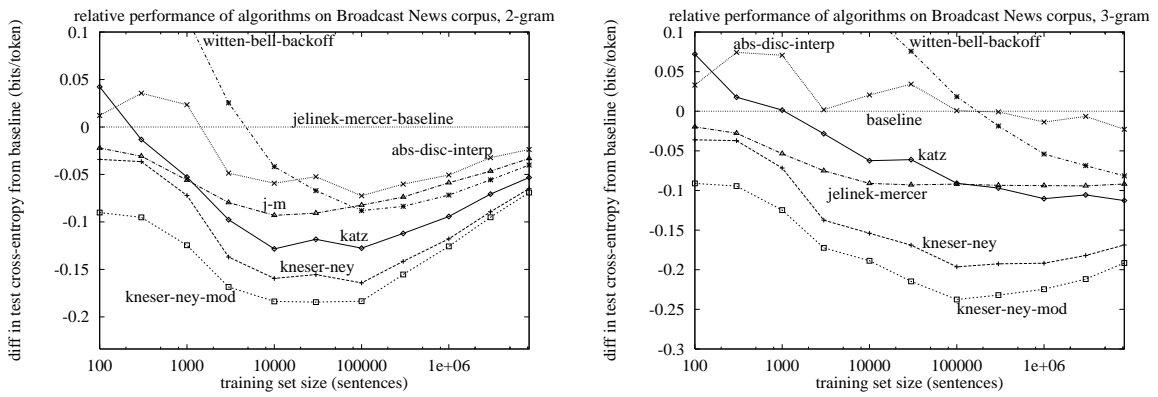 relative performance of algorithms on Broadcast News corpus, 2-gram
0.1
0.05
0
-0.05
-0.1
-0.15
-0.2
diff in test cross-entropy from baseline (bits/token)
witten-bell-backoff
jelinek-mercer-baseline
abs-disc-interp
j-m
katz
kneser-ney
kneser-ney-mod
100 1000 10000 100000 1e+06
training set size (sentences)
relative performance of algorithms on Broadcast News corpus, 3-gram
0.1
0.05
0
-0.05
-0.1
-0.15
-0.2
-0.25
-0.3
diff in test cross-entropy from baseline (bits/token)
abs-disc-interp
witten-bell-backoff
baseline
katz
jelinek-mercer
kneser-ney
kneser-ney-mod
100 1000 10000 100000 1e+06
training set size (sentences)